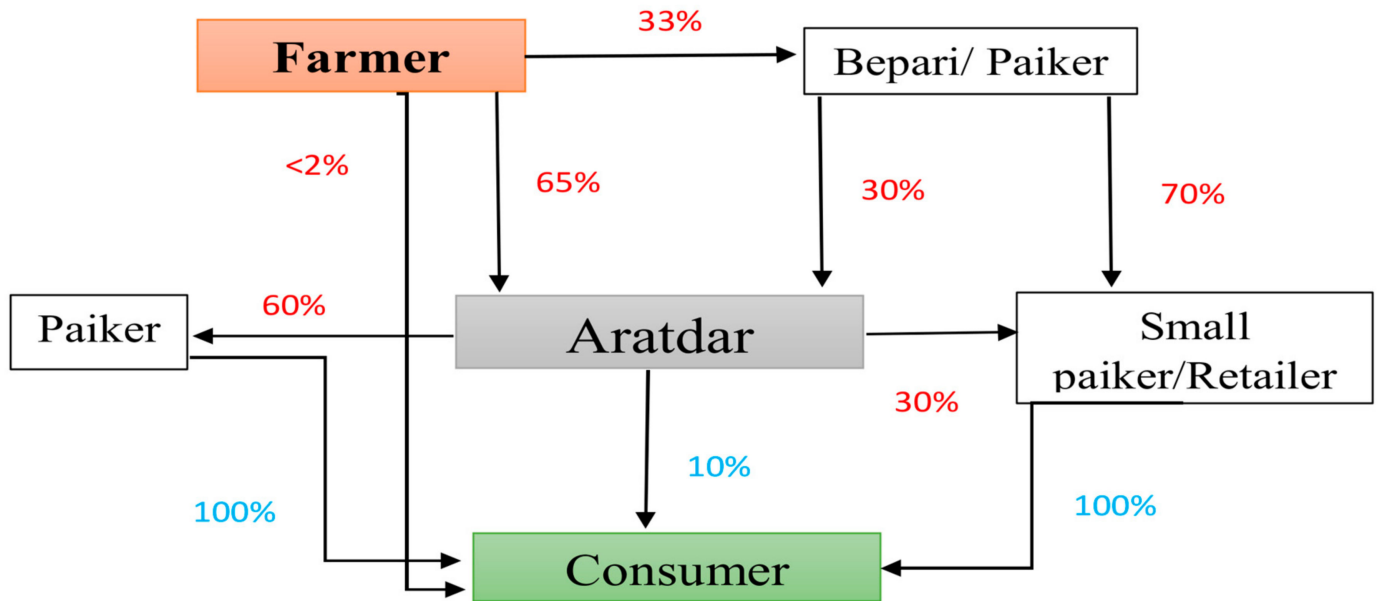 33%
Farmer
Bepari/ Paiker
<2%
65%
30%
70%
60%
Paiker
Aratdar
Small
paiker/Retailer
30%
10%
100%
100%
Consumer